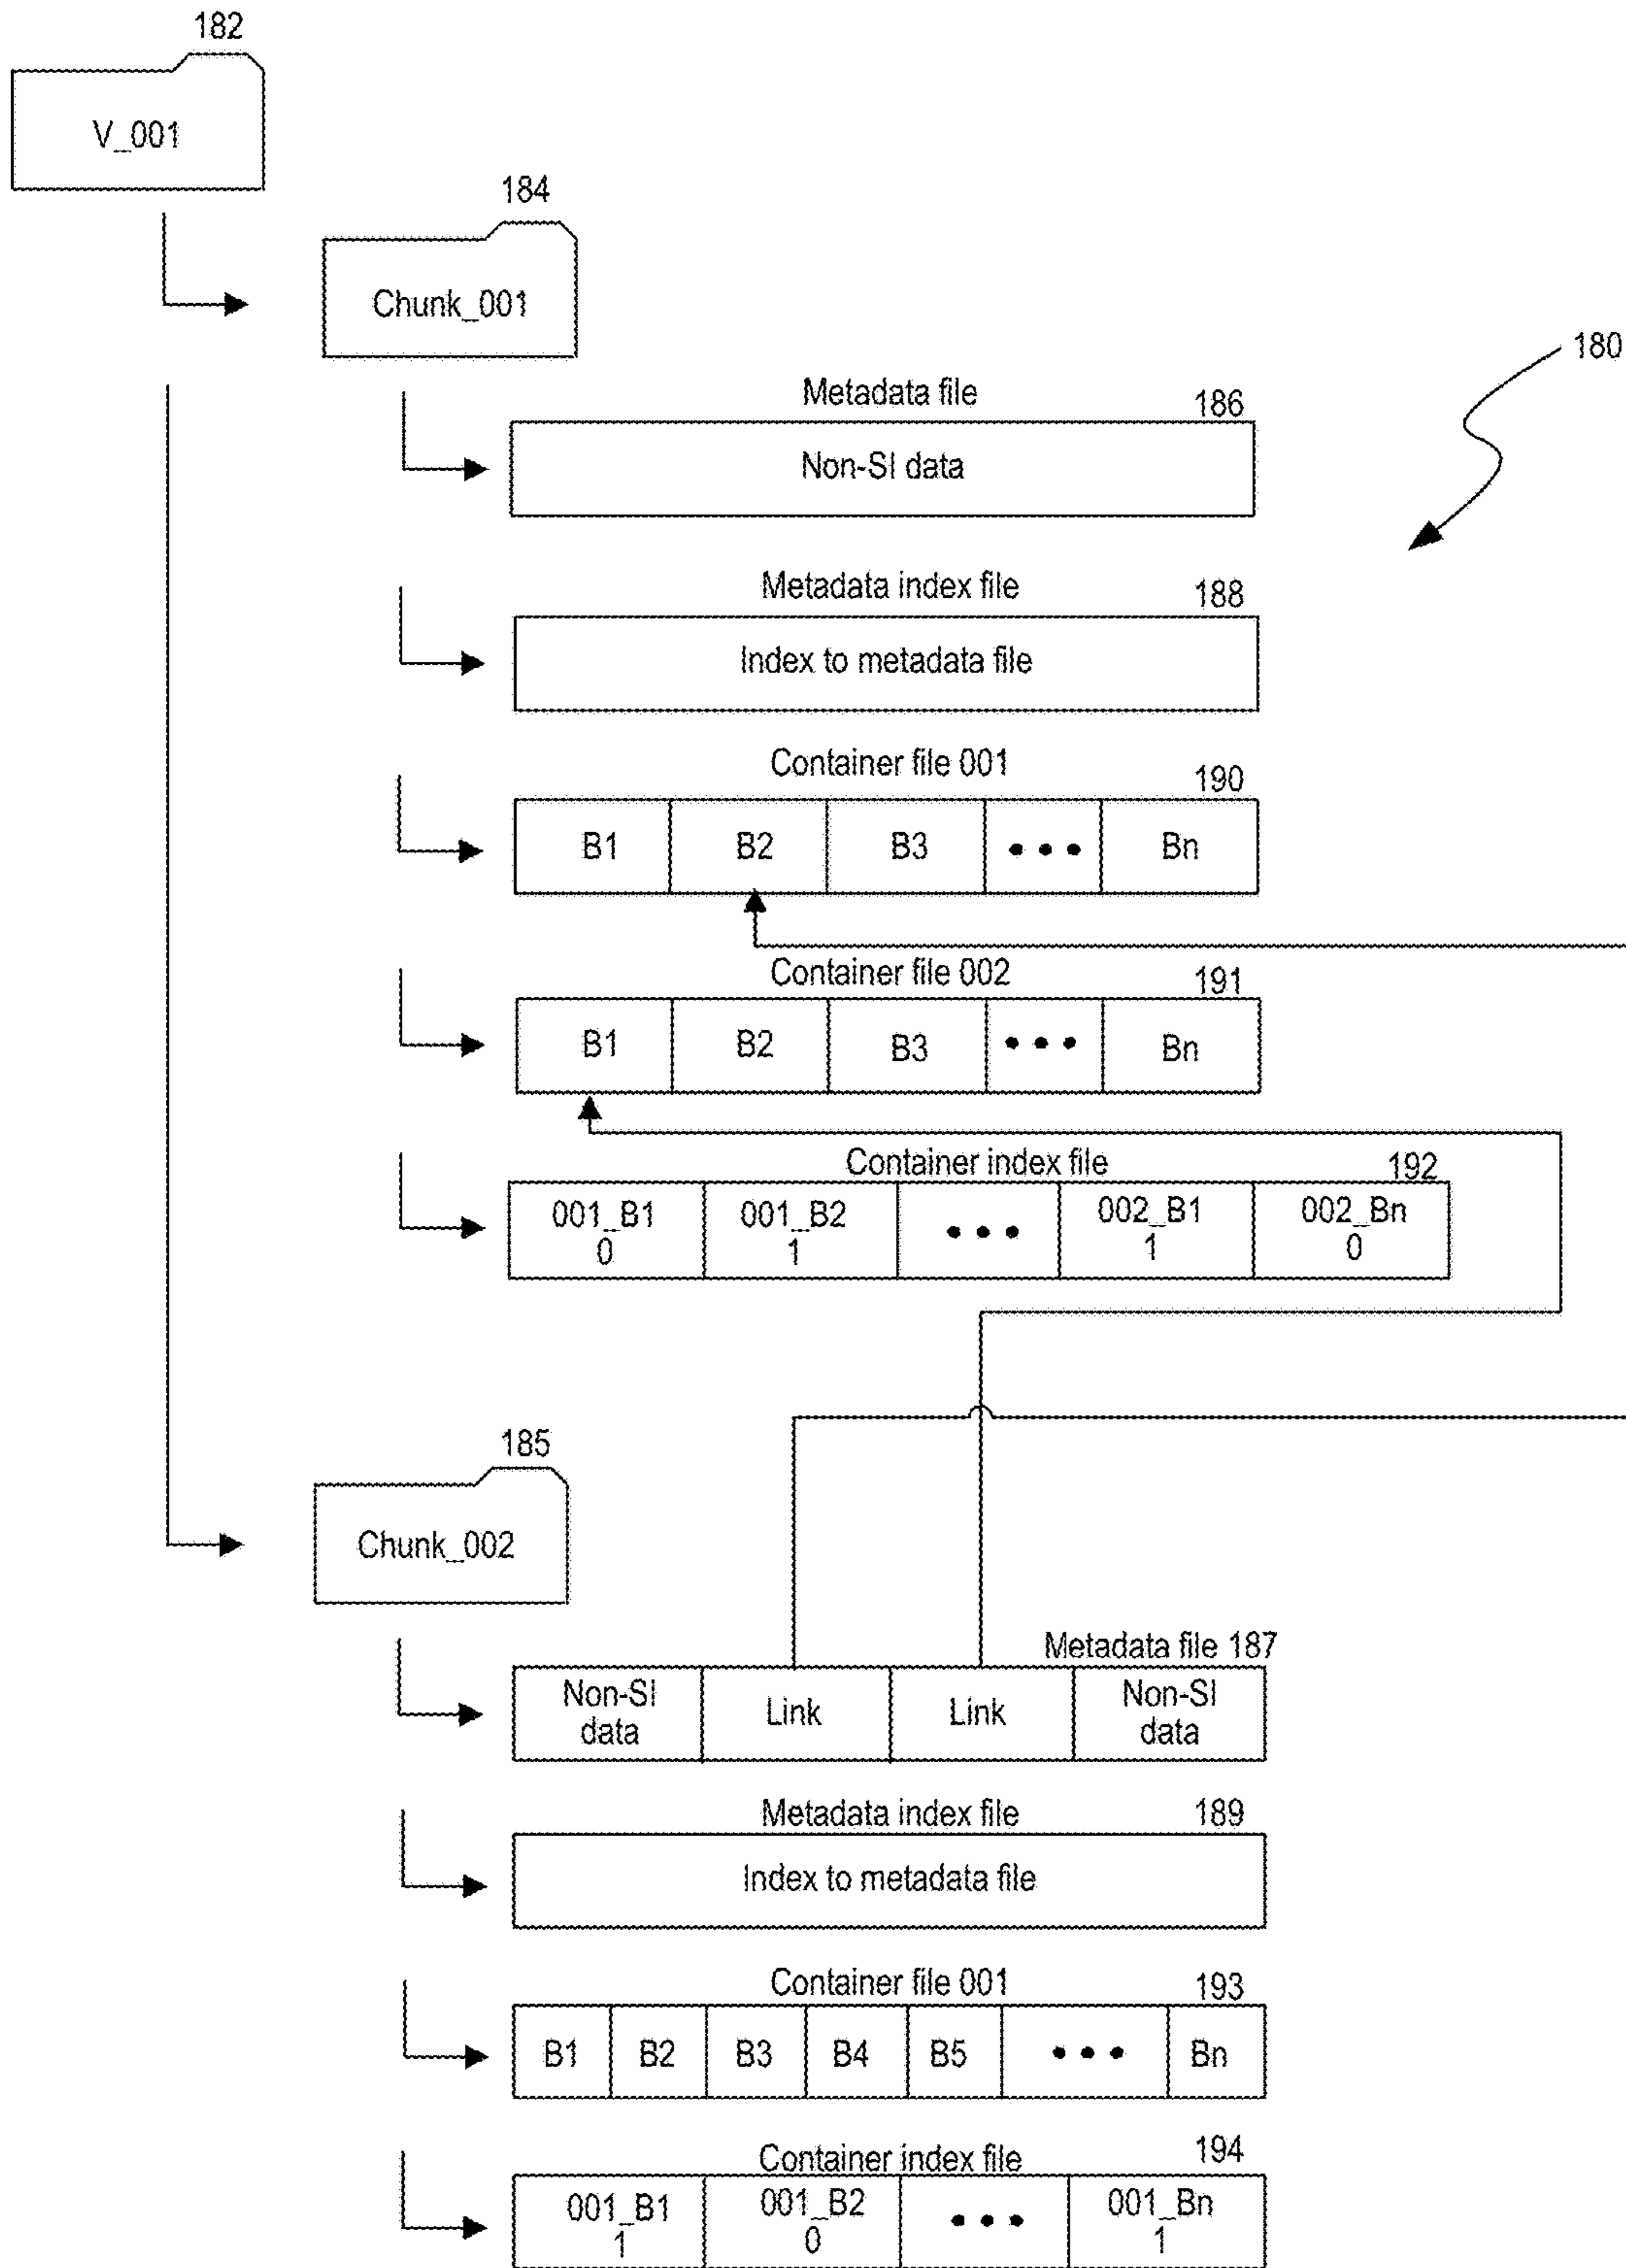 182
V_001
184
Chunk_001
180
Metadata file
186
Non-SI data
Metadata index file
188
Index to metadata file
Container file 001
190
B1 B2 B3 • • • Bn
Container file 002
191
B1 B2 B3 • • • Bn
Container index file
192
001_B1 001_B2 • • • 002_B1 002_Bn
0 1 1 0
185
Chunk_002
Metadata file 187
Non-SI Link Link Non-SI
data data
Metadata index file
189
Index to metadata file
Container file 001
193
B1 B2 B3 B4 B5 • • • Bn
Container index file
194
001_B1 001_B2 • • • 001_Bn
1 0 1